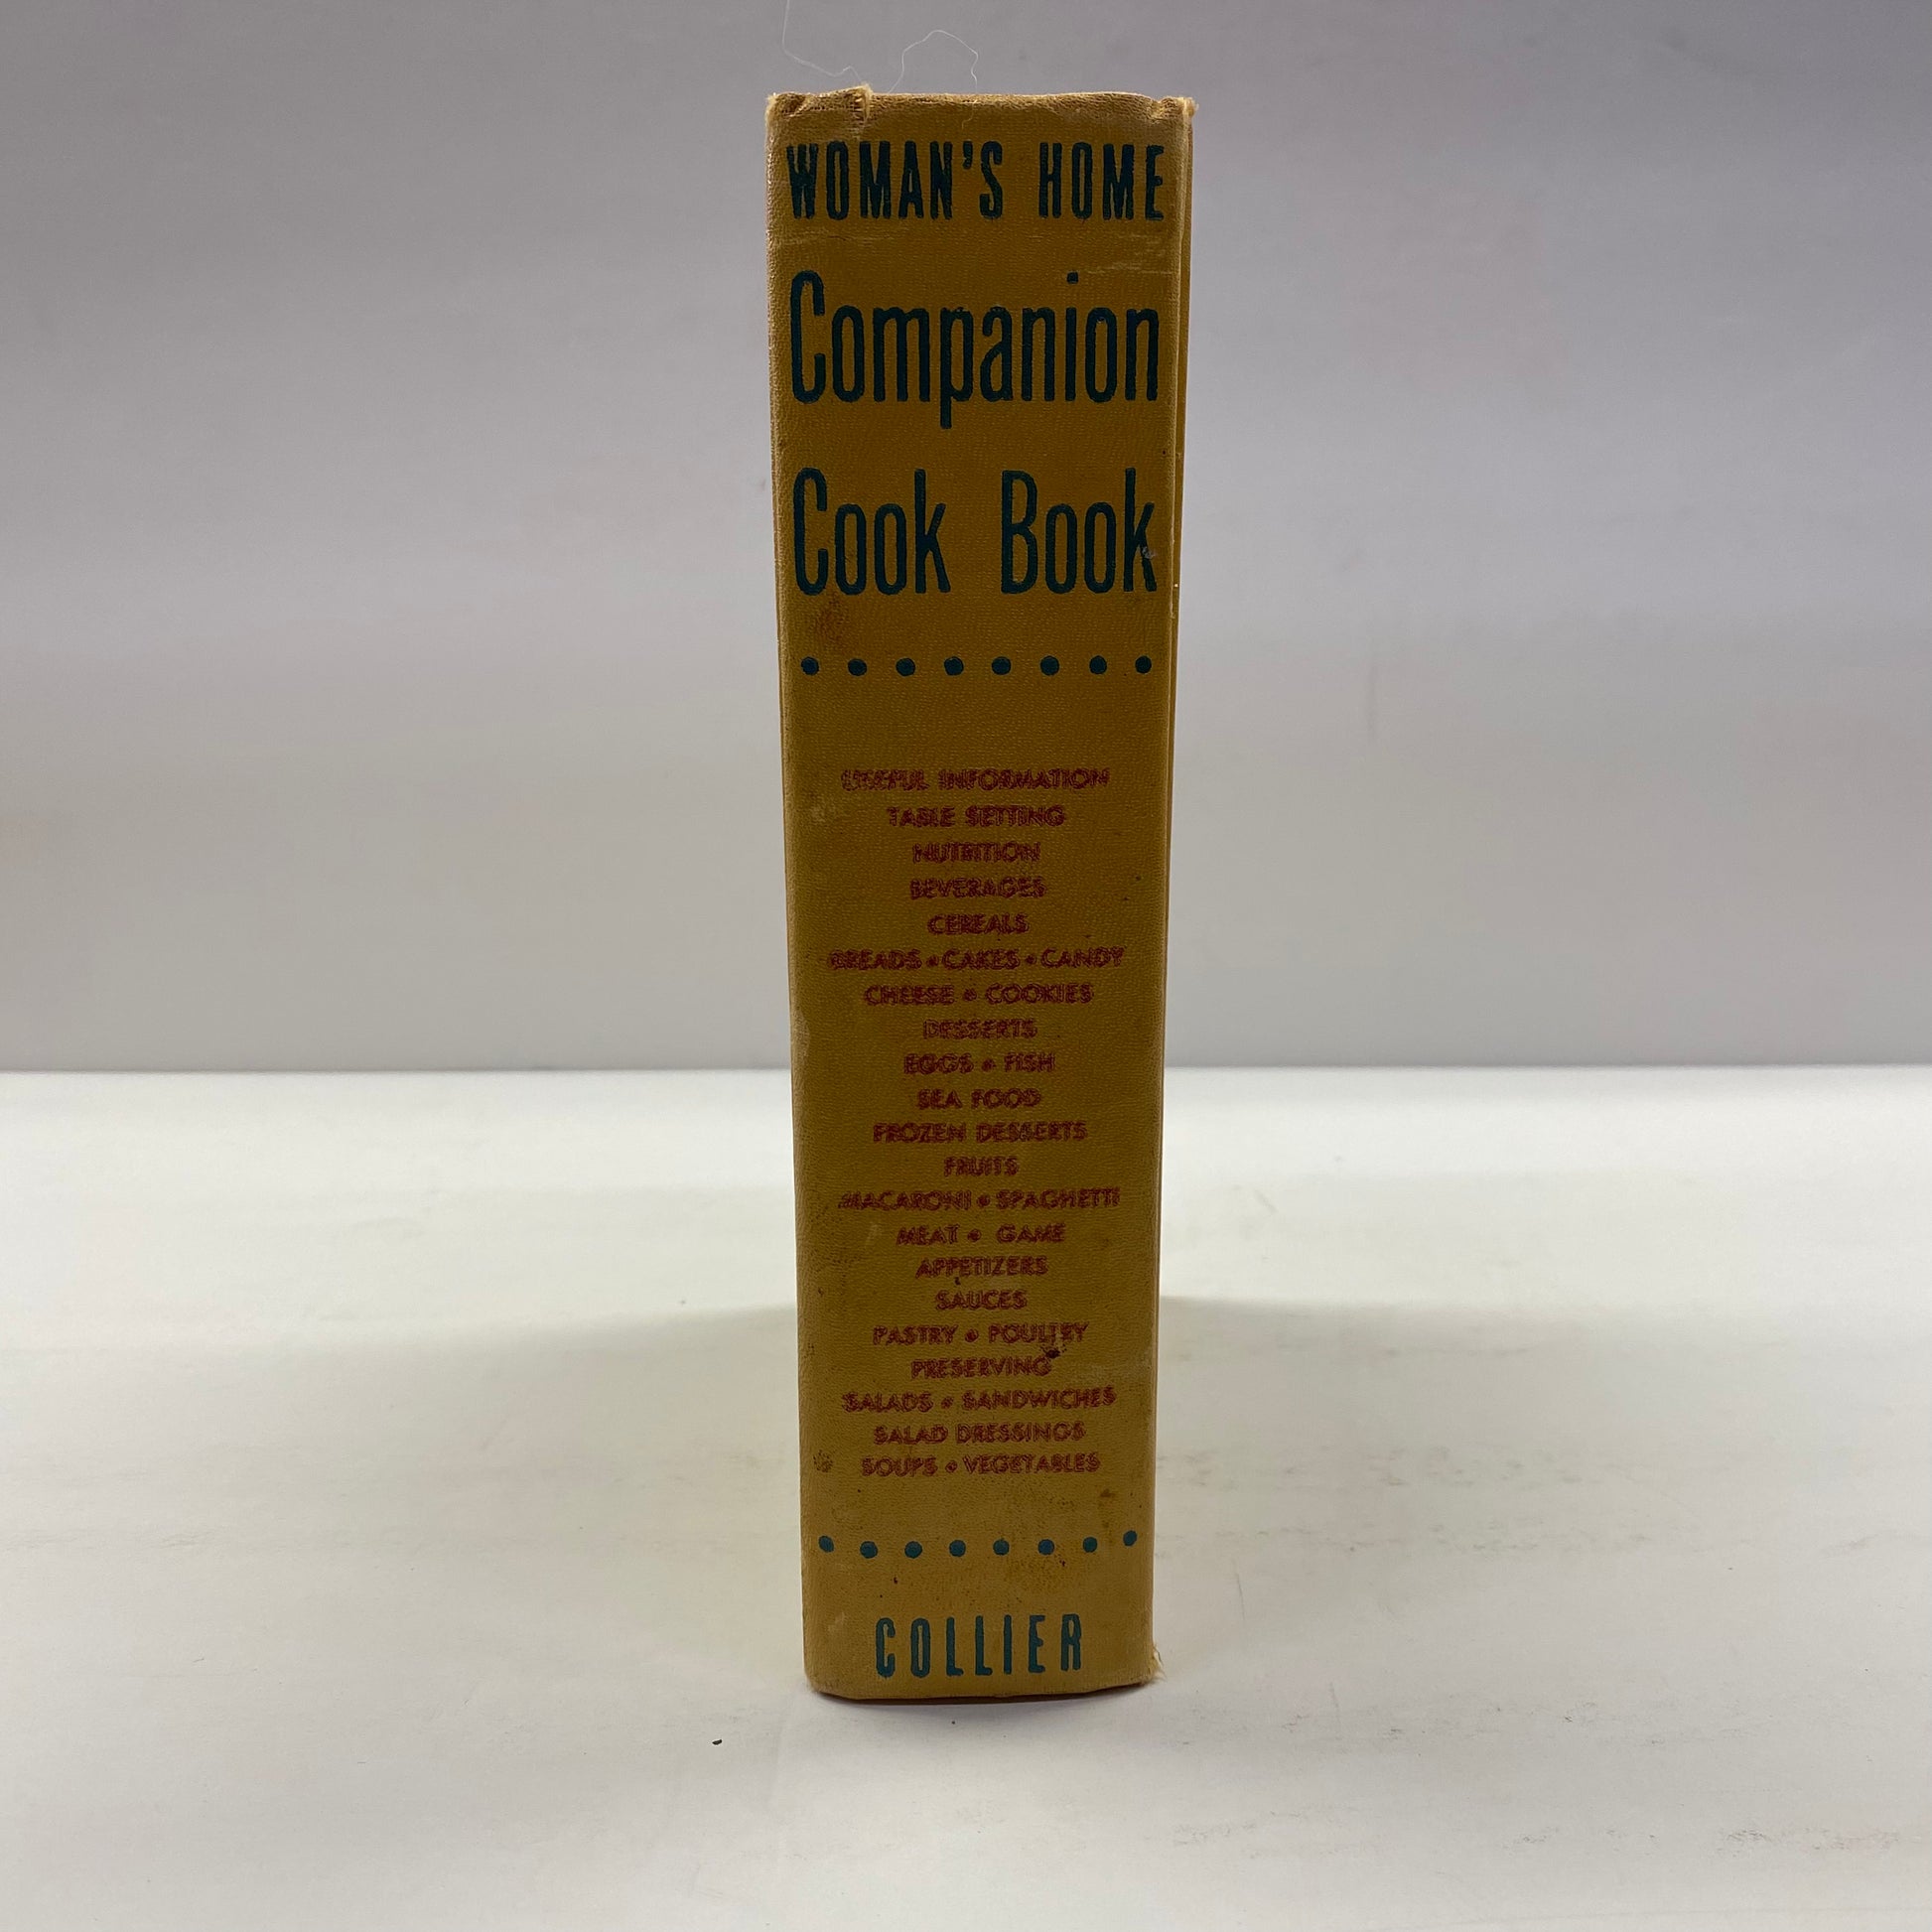 WOMAN'S HOME
Companion
Cook Book
USEFUL INFORMATION
TABLE SETTING
NUTRITION
BEVERAGES
CEREALS
BREADS • CAKES • CANDY
CHEESE • COOKIES
DESSERTS
EGGS • FISH
SEA FOOD
FROZEN DESSERTS
FRUITS
MACARONI • SPAGHETTI
MEAT • GAME
APPETIZERS
SAUCES
PASTRY • POULTRY
PRESERVING
SALADS • SANDWICHES
SALAD DRESSINGS
SOUPS • VEGETABLES
COLLIER